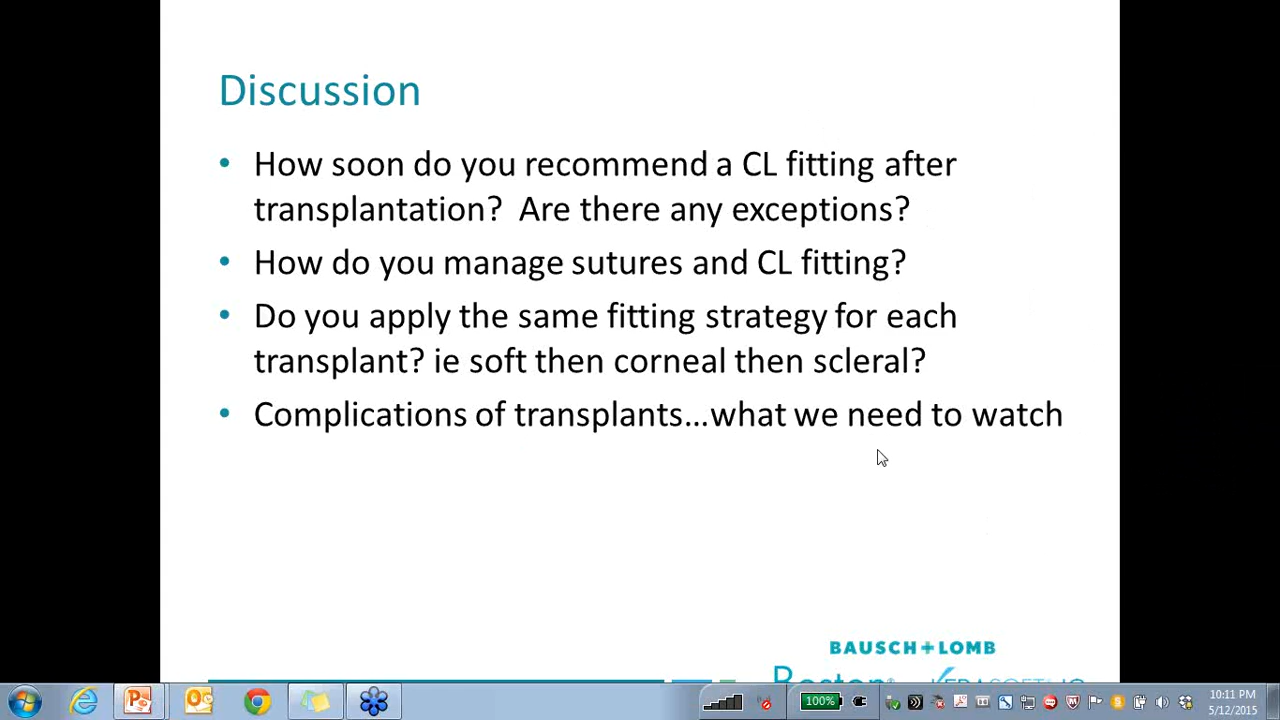 Discussion
• How soon do you recommend a CL fitting after
transplantation?  Are there any exceptions?
• How do you manage sutures and CL fitting?
• Do you apply the same fitting strategy for each
transplant? ie soft then corneal then scleral?
• Complications of transplants...what we need to watch
BAUSCH+LOMB
Boston
100%
10:11 PM
5/12/2015